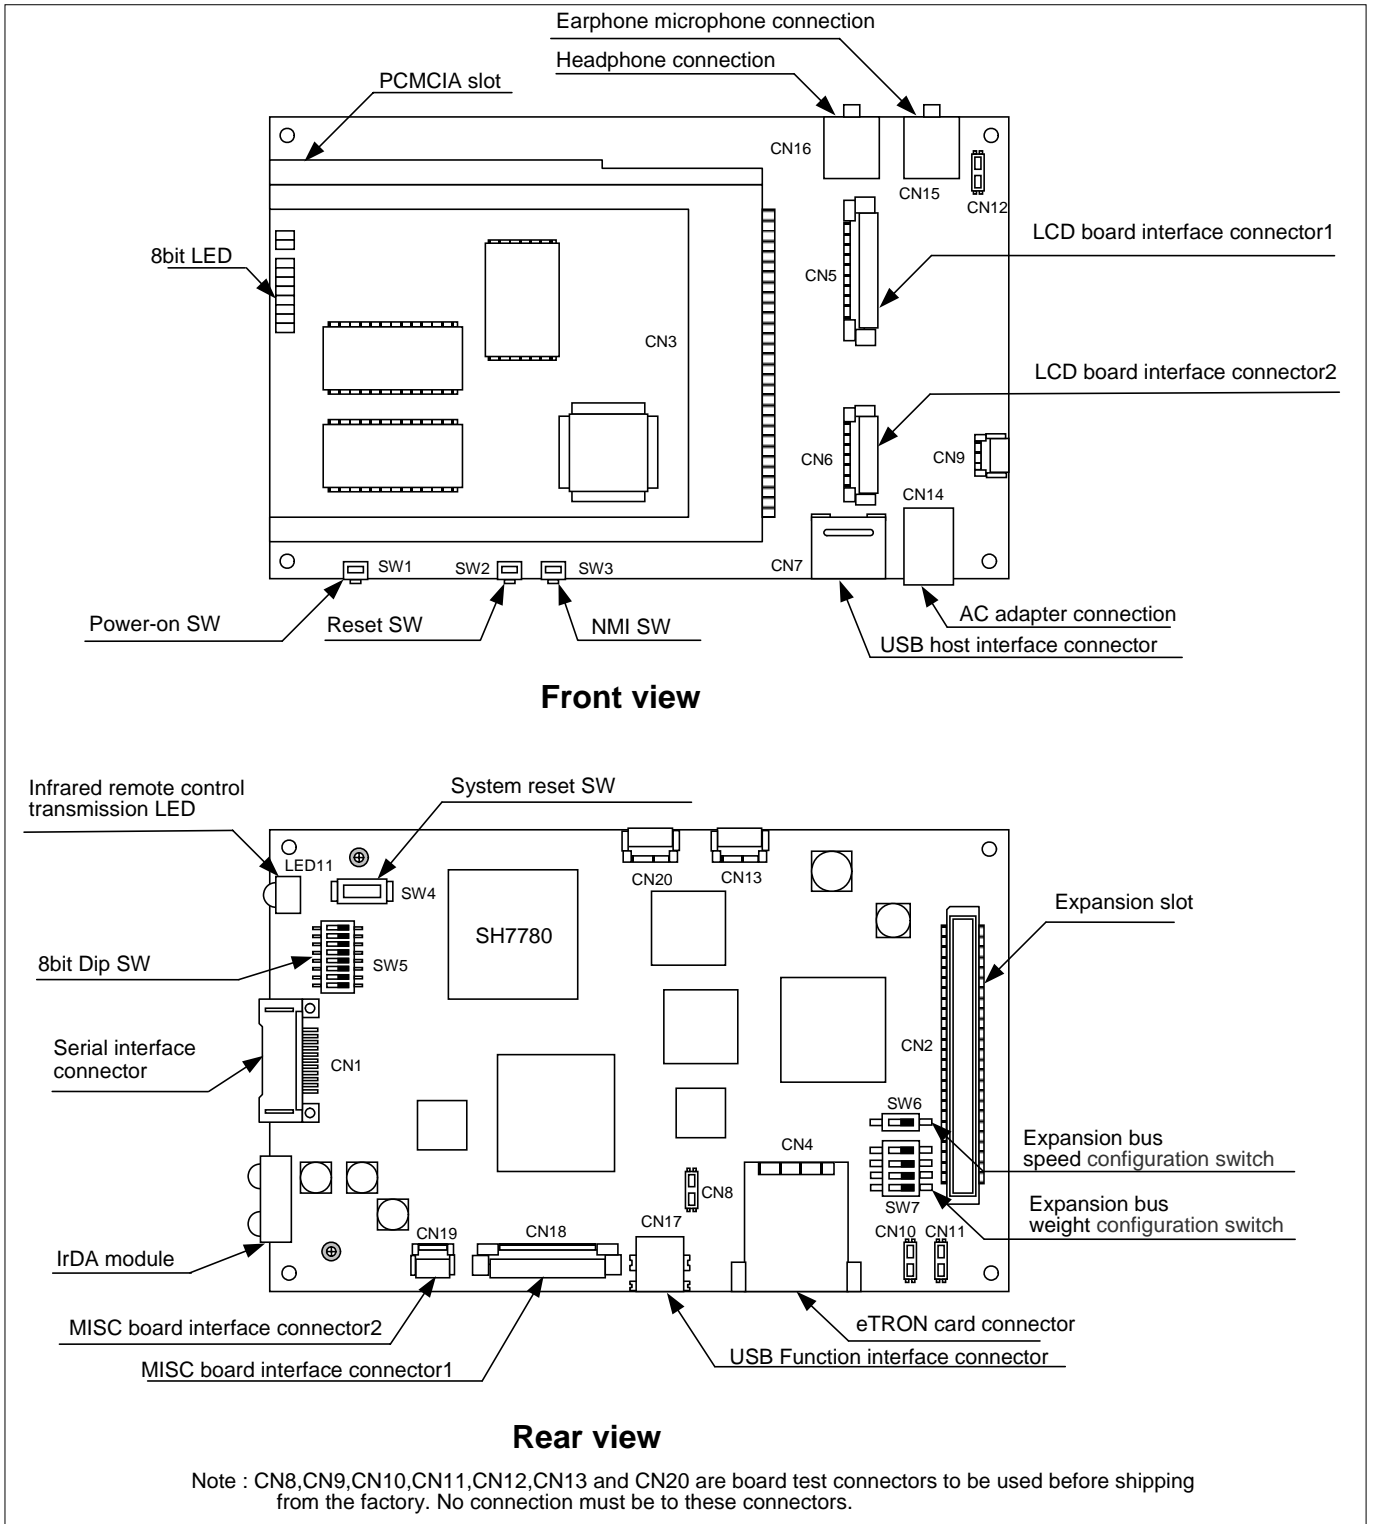 Earphone microphone connection
Headphone connection
PCMCIA slot
CN16
CN15
CN12
LCD board interface connector1
8bit LED
CN5
CN3
LCD board interface connector2
CN6
CN9
CN14
CN7
SW1
SW2
SW3
Power-on SW
Reset SW
NMI SW
AC adapter connection
USB host interface connector
Front view
Infrared remote control
transmission LED
System reset SW
LED11
SW4
CN20
CN13
Expansion slot
SH7780
8bit Dip SW
SW5
Serial interface
connector
CN1
CN2
SW6
CN4
Expansion bus
speed configuration switch
CN8
SW7
Expansion bus
weight configuration switch
CN19
CN18
CN17
CN10
CN11
IrDA module
MISC board interface connector2
eTRON card connector
USB Function interface connector
MISC board interface connector1
Rear view
Note : CN8,CN9,CN10,CN11,CN12,CN13 and CN20 are board test connectors to be used before shipping
from the factory. No connection must be to these connectors.